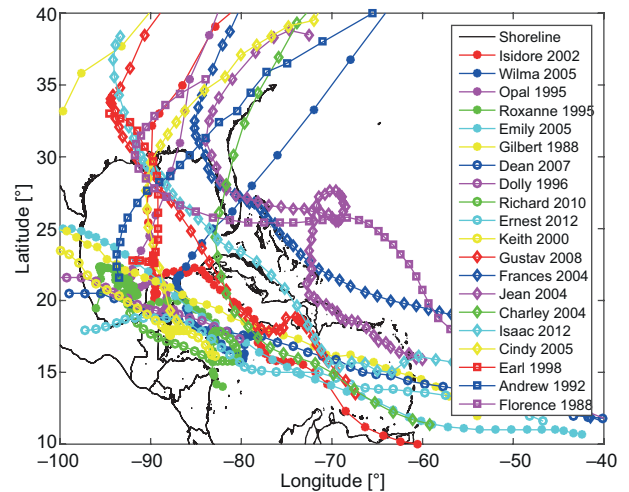 40
35
30
25
20
15
10
Latitude [°]
–100
–90
–80
–70
–60
–50
–40
Longitude [°]
Shoreline
Isidore 2002
Wilma 2005
Opal 1995
Roxanne 1995
Emily 2005
Gilbert 1988
Dean 2007
Dolly 1996
Richard 2010
Ernest 2012
Keith 2000
Gustav 2008
Frances 2004
Jean 2004
Charley 2004
Isaac 2012
Cindy 2005
Earl 1998
Andrew 1992
Florence 1988